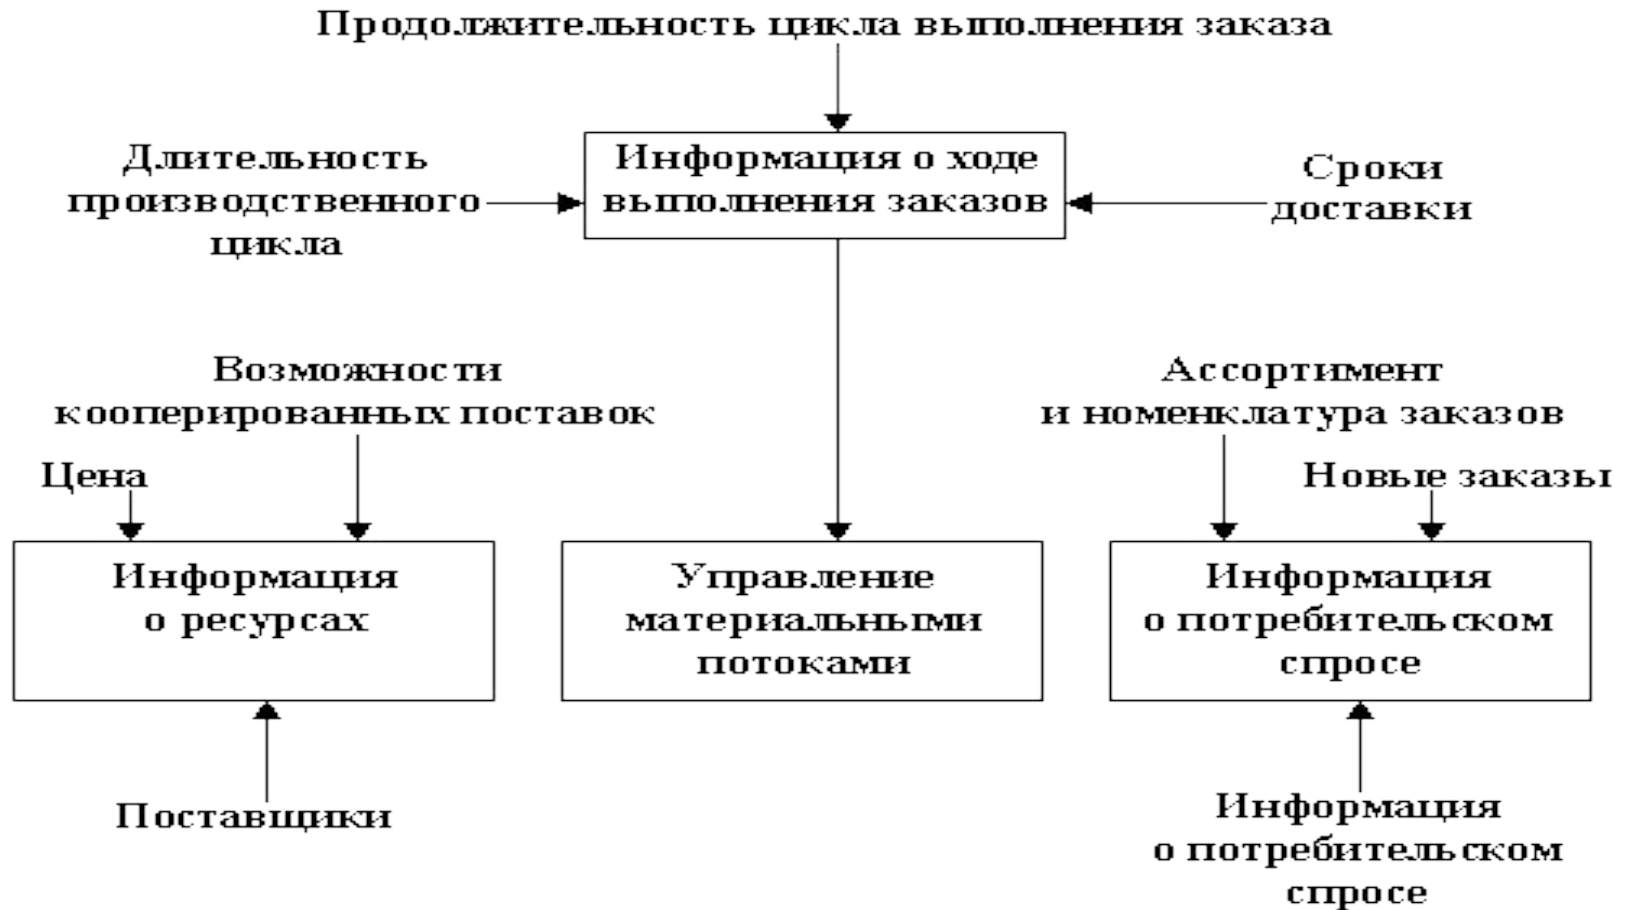 Продолжительность цикла выполнения заказа
Длительность
производственного
цикла
Информация о ходе
выполнения заказов
Сроки
доставки
Возможности
кооперированных поставок
Ассортимент
и номенклатура заказов
Цена
Новые заказы
Информация
о ресурсах
Управление
материальными
потоками
Информация
о потребительском
спросе
Поставщики
Информация
о потребительском
спросе